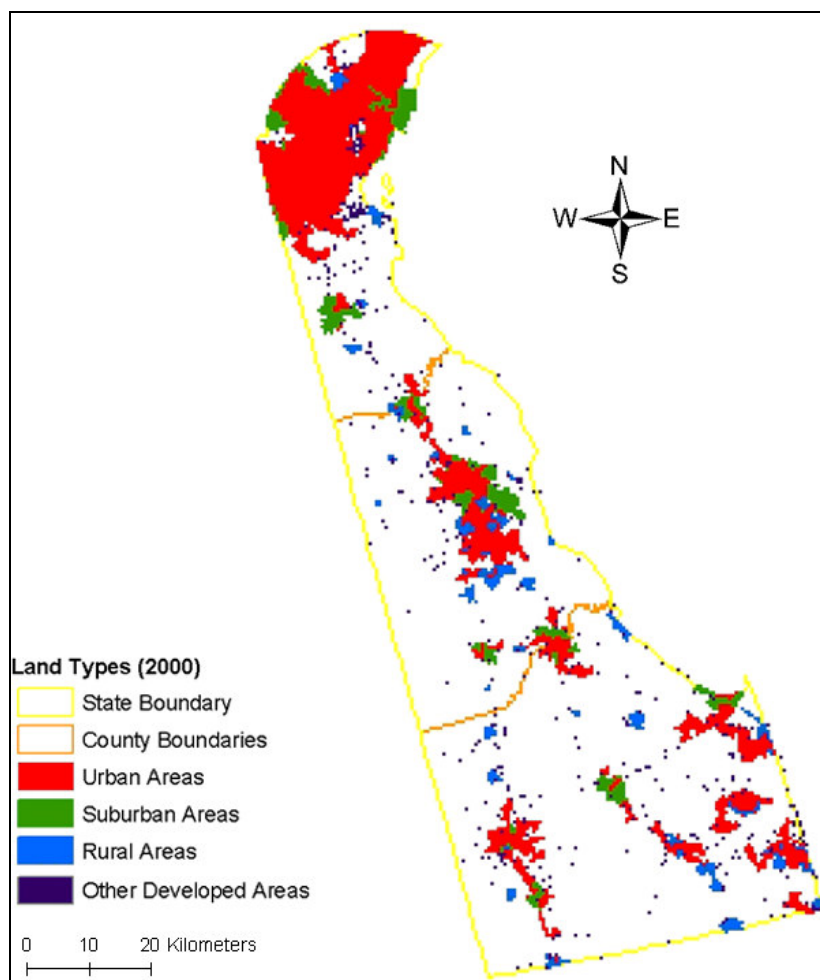 N
W E
S
Land Types (2000)
State Boundary
County Boundaries
Urban Areas
Suburban Areas
Rural Areas
Other Developed Areas
0 10 20 Kilometers